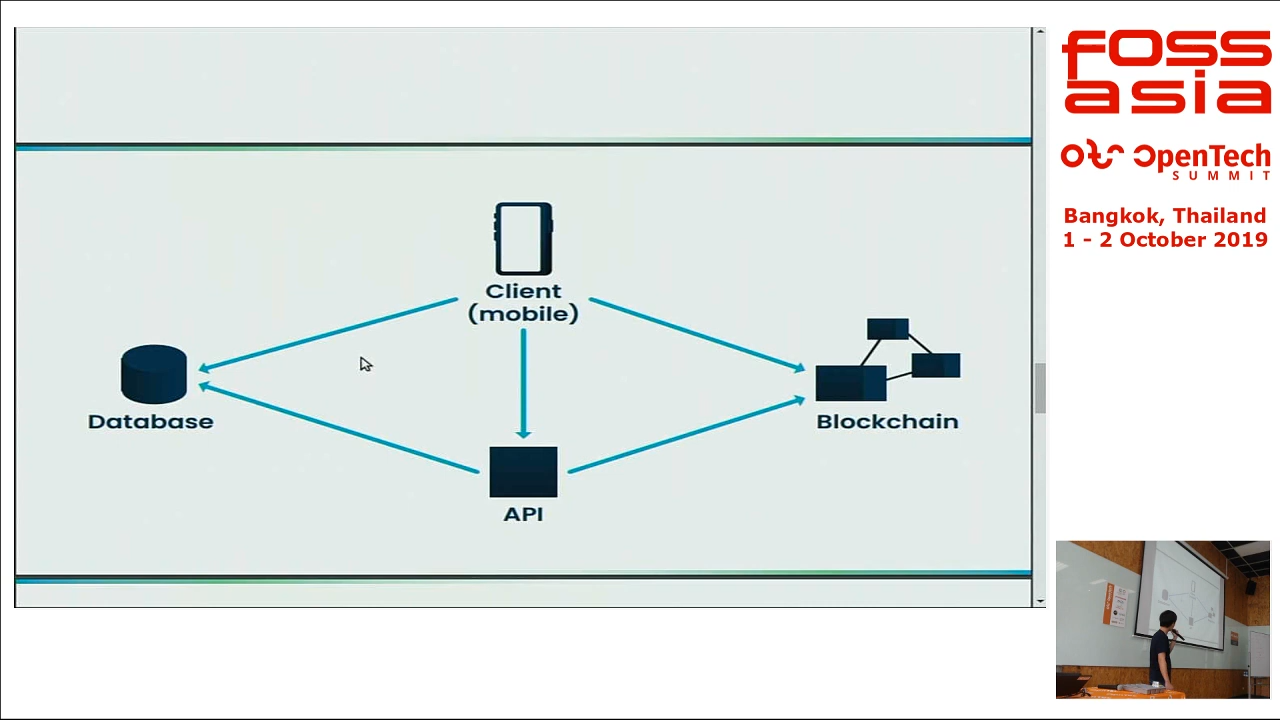 foss
asia
OpenTech
SUMMIT
Bangkok, Thailand
1 - 2 October 2019
Client
(mobile)
Database
Blockchain
API